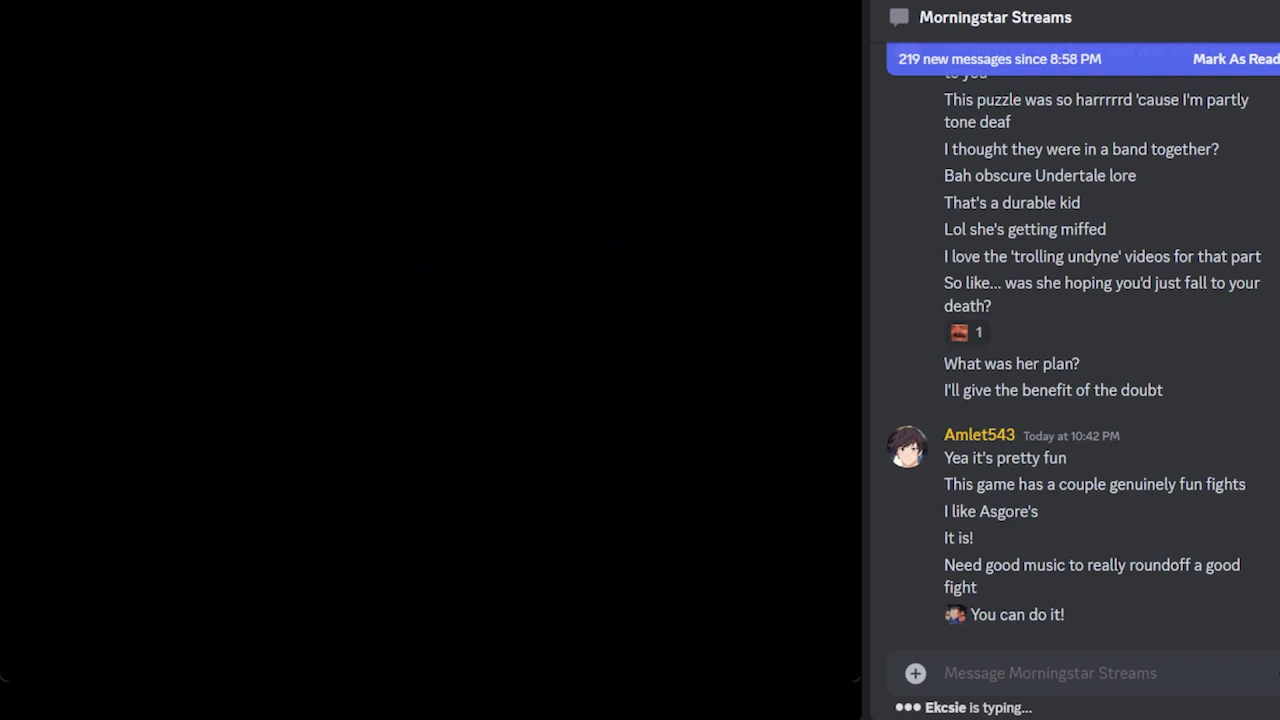 Morningstar Streams
219 new messages since 8:58 PM
Mark As Read
to you
This puzzle was so harrrrrd 'cause I'm partly
tone deaf
I thought they were in a band together?
Bah obscure Undertale lore
That's a durable kid
Lol she's getting miffed
I love the 'trolling undyne' videos for that part
So like... was she hoping you'd just fall to your
death?
1
What was her plan?
I'll give the benefit of the doubt
Amlet543 Today at 10:42 PM
Yea it's pretty fun
This game has a couple genuinely fun fights
I like Asgore's
It is!
Need good music to really roundoff a good
fight
You can do it!
Message Morningstar Streams
Ekcsie is typing...